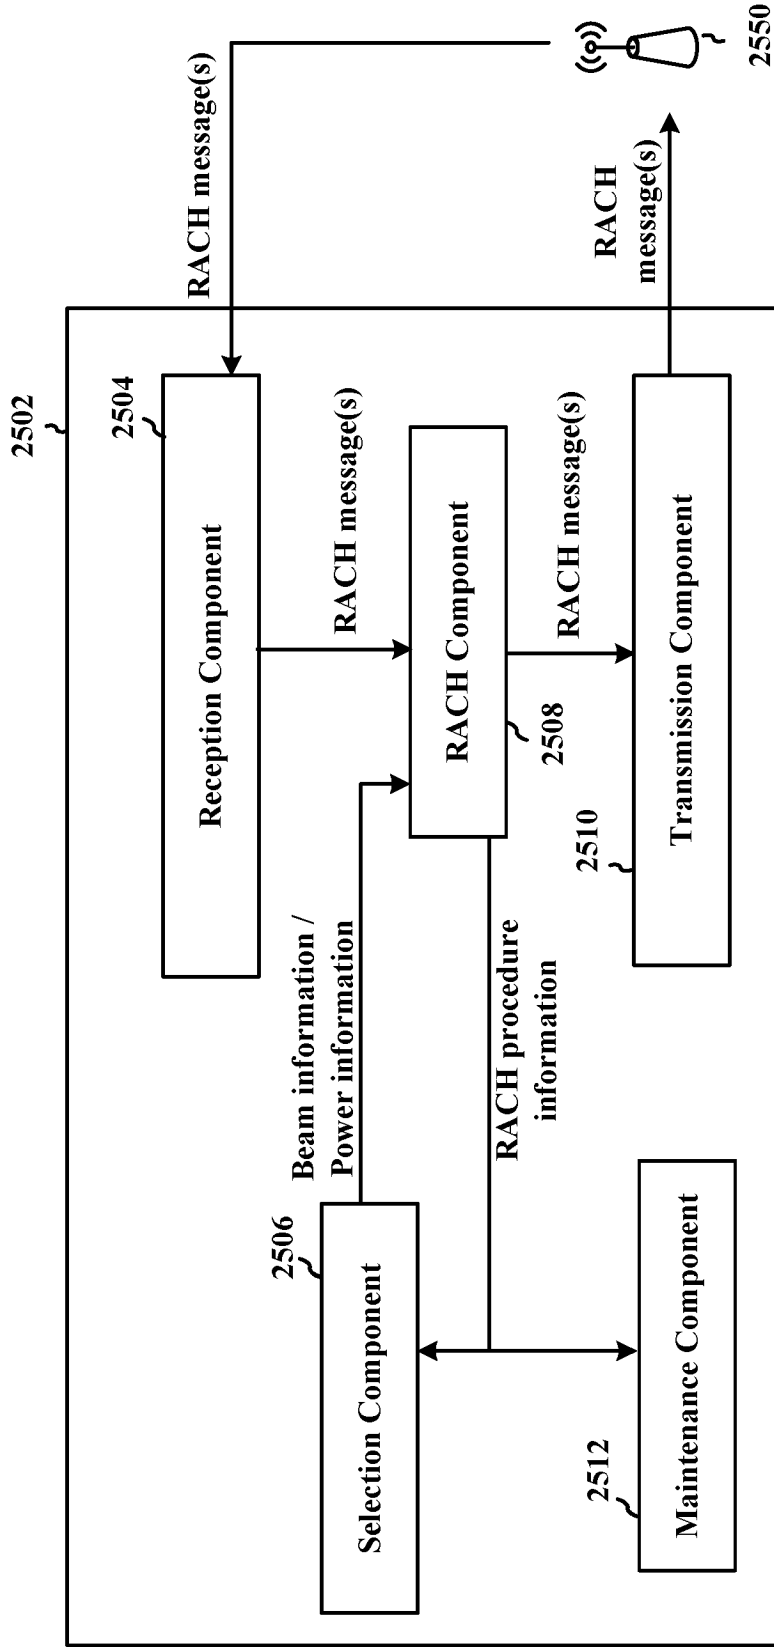 2502
2504
Reception Component
RACH message(s)
RACH message(s)
2506
Selection Component
Beam information /
Power information
RACH Component
2508
RACH procedure
information
RACH message(s)
2510
Transmission Component
RACH
message(s)
2512
Maintenance Component
2550